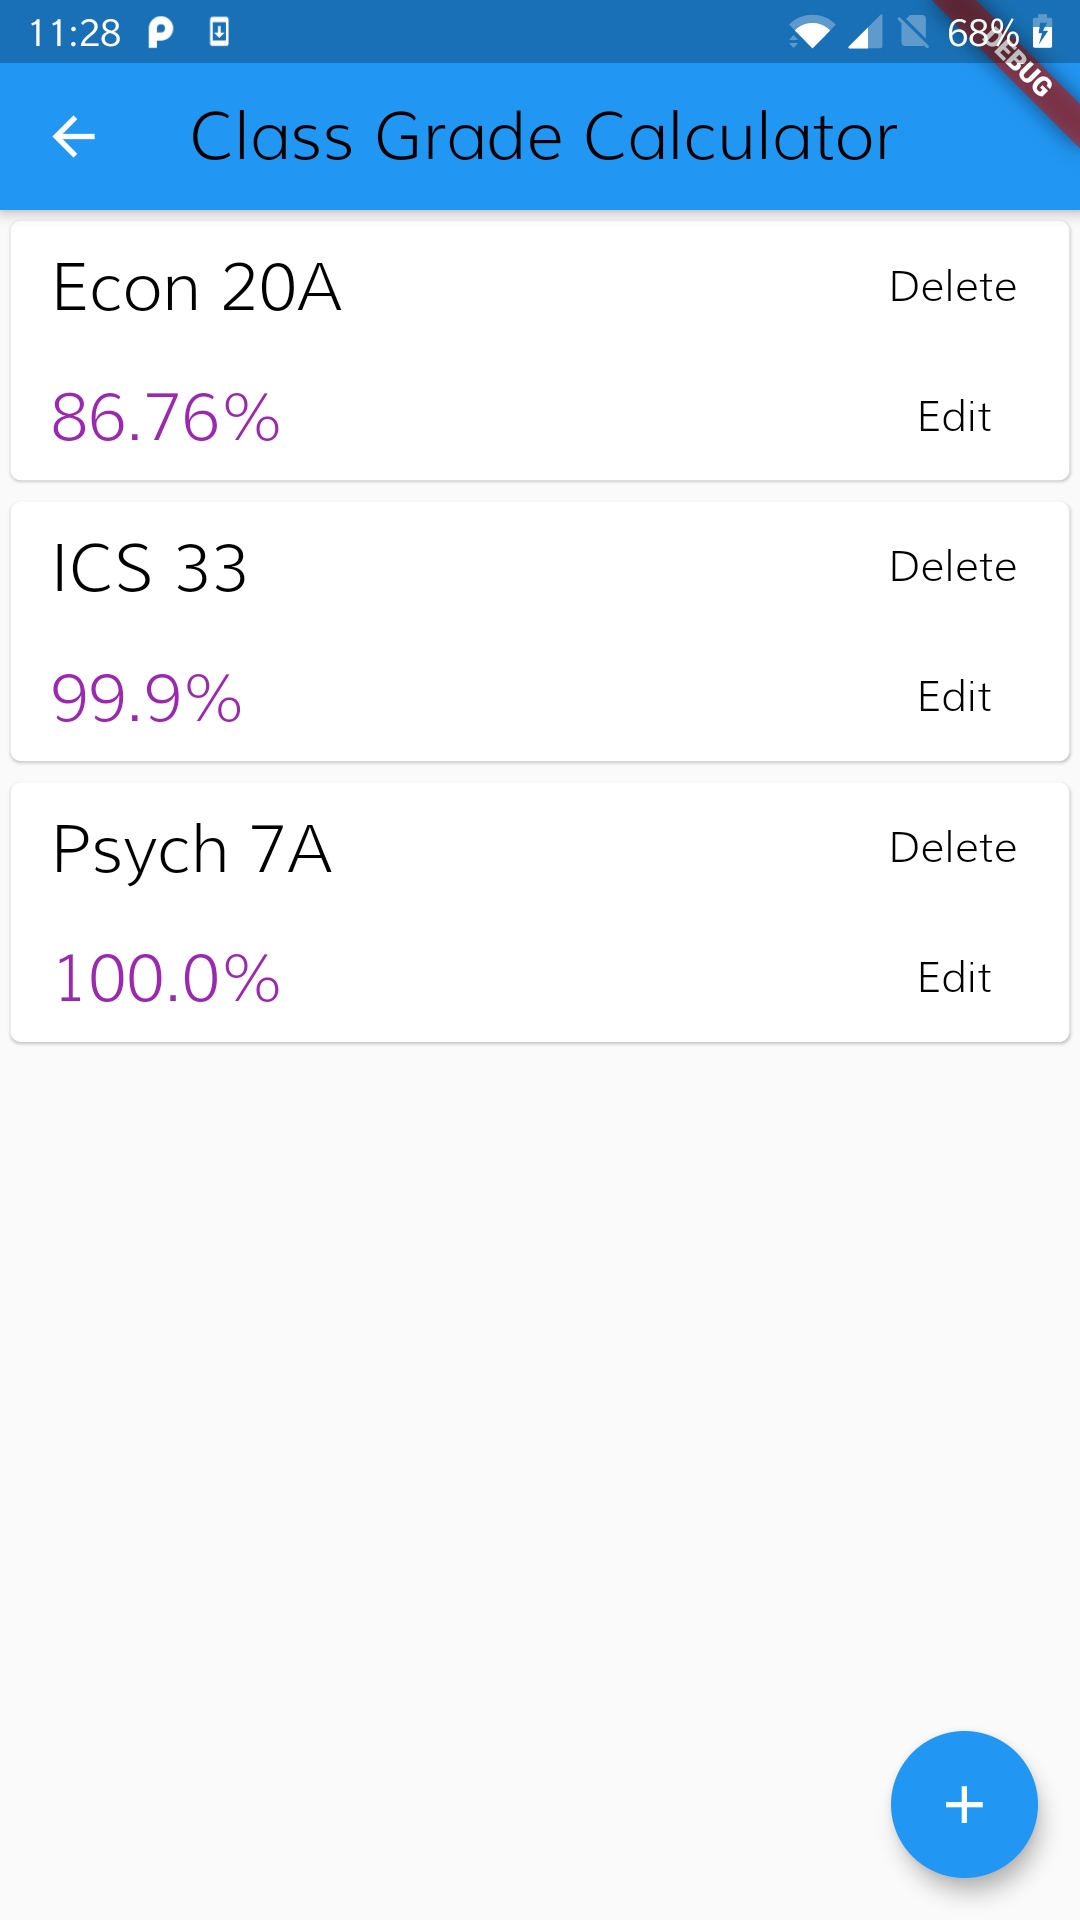 11:28 68%
DEBUG
Class Grade Calculator
Econ 20A Delete
86.76% Edit
ICS 33 Delete
99.9% Edit
Psych 7A Delete
100.0% Edit
+